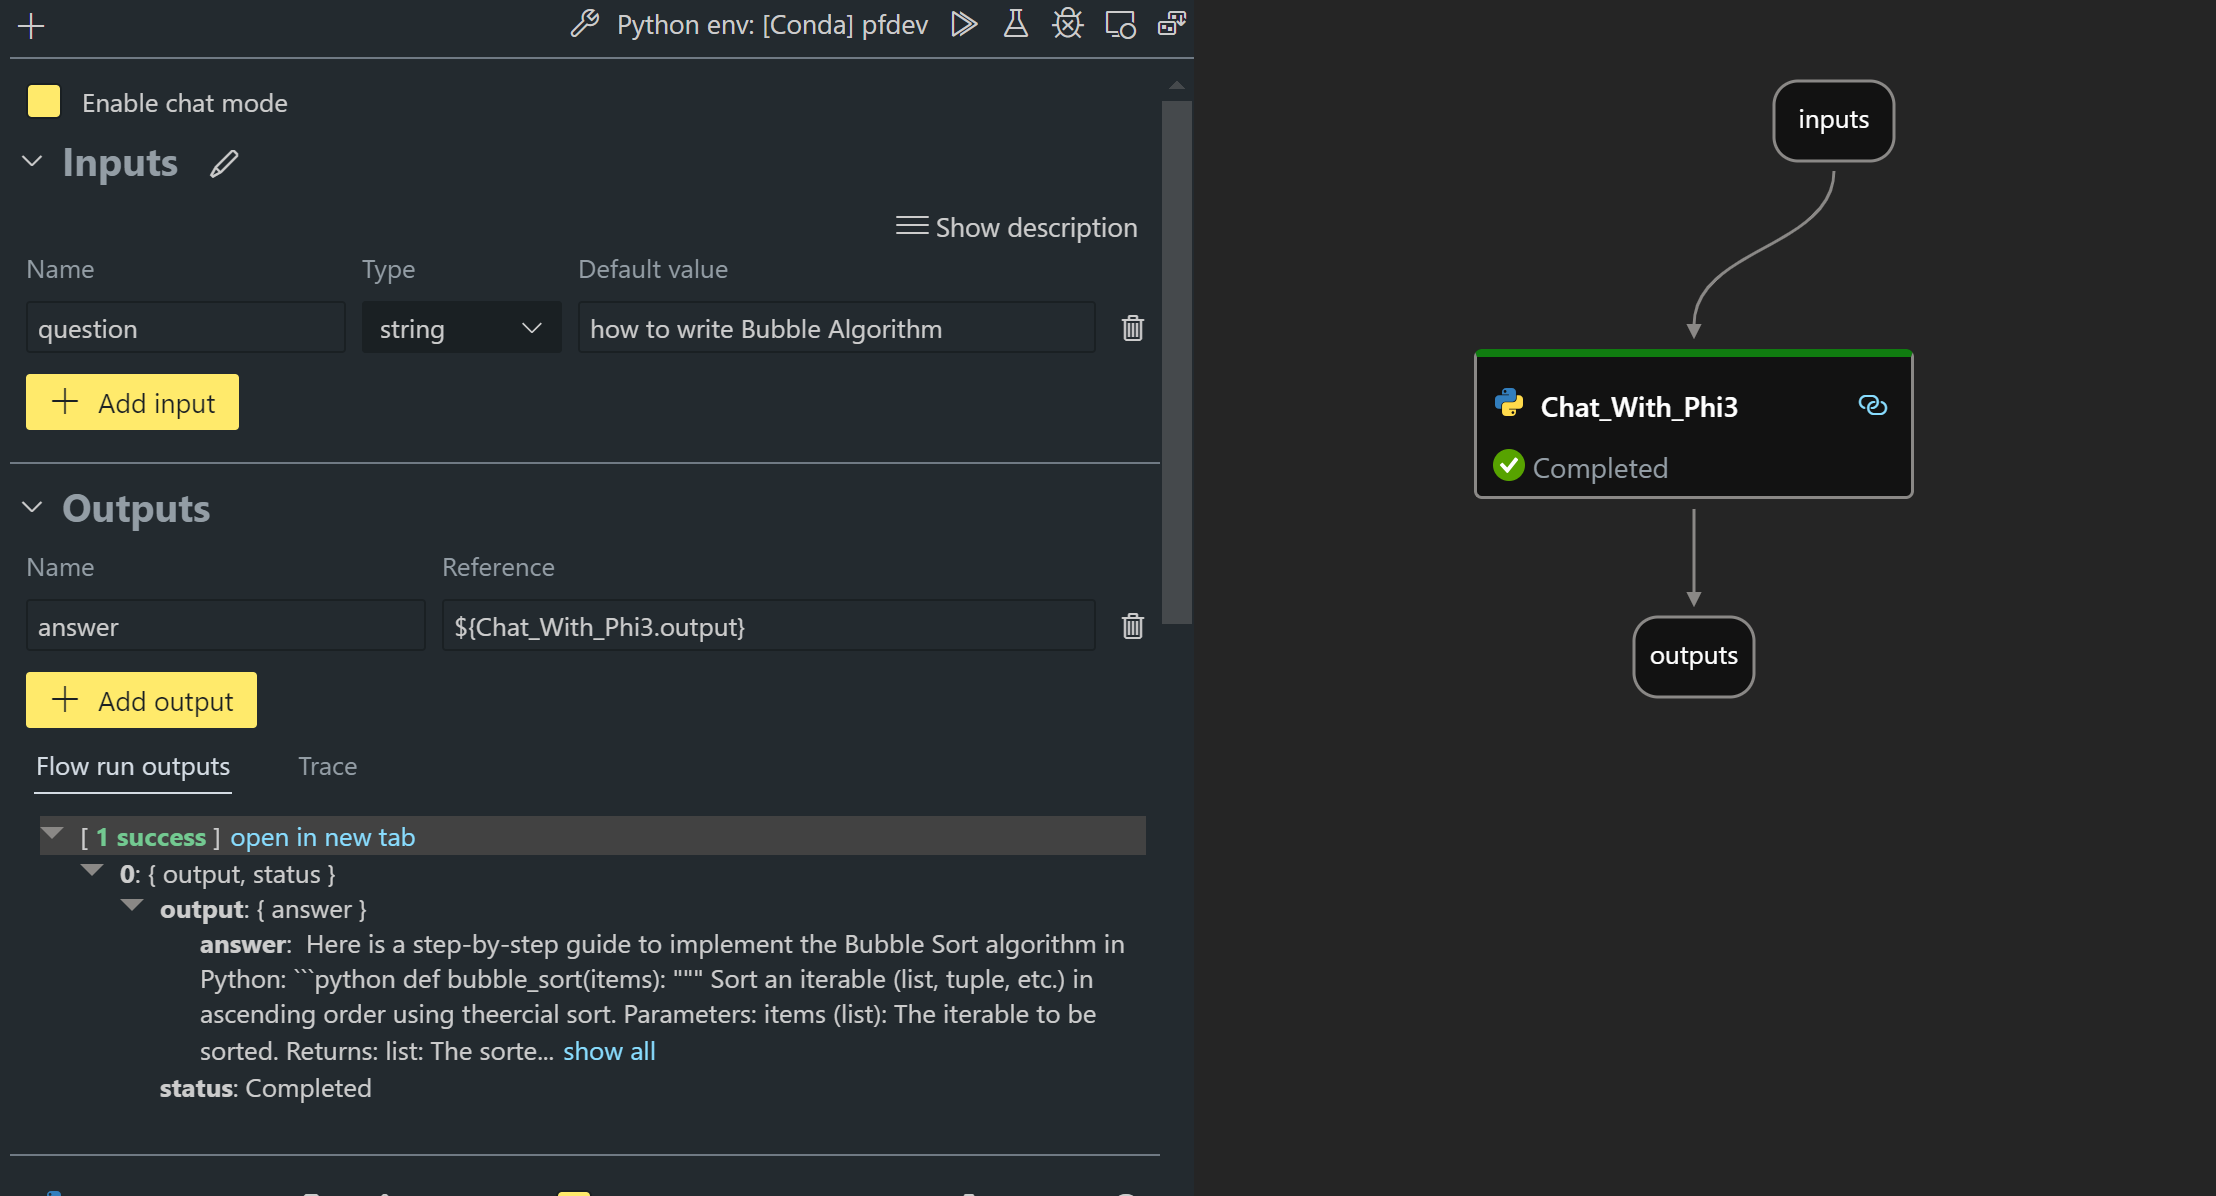 Python env: [Conda] pfdev
Enable chat mode
Inputs
Show description
Name Type Default value
question string how to write Bubble Algorithm
Add input
Outputs
Name Reference
answer ${Chat_With_Phi3.output}
Add output
Flow run outputs Trace
[ 1 success ] open in new tab
0: { output, status }
output: { answer }
answer: Here is a step-by-step guide to implement the Bubble Sort algorithm in
Python: ```python def bubble_sort(items): """ Sort an iterable (list, tuple, etc.) in
ascending order using theercial sort. Parameters: items (list): The iterable to be
sorted. Returns: list: The sorte... show all
status: Completed
inputs
Chat_With_Phi3
Completed
outputs